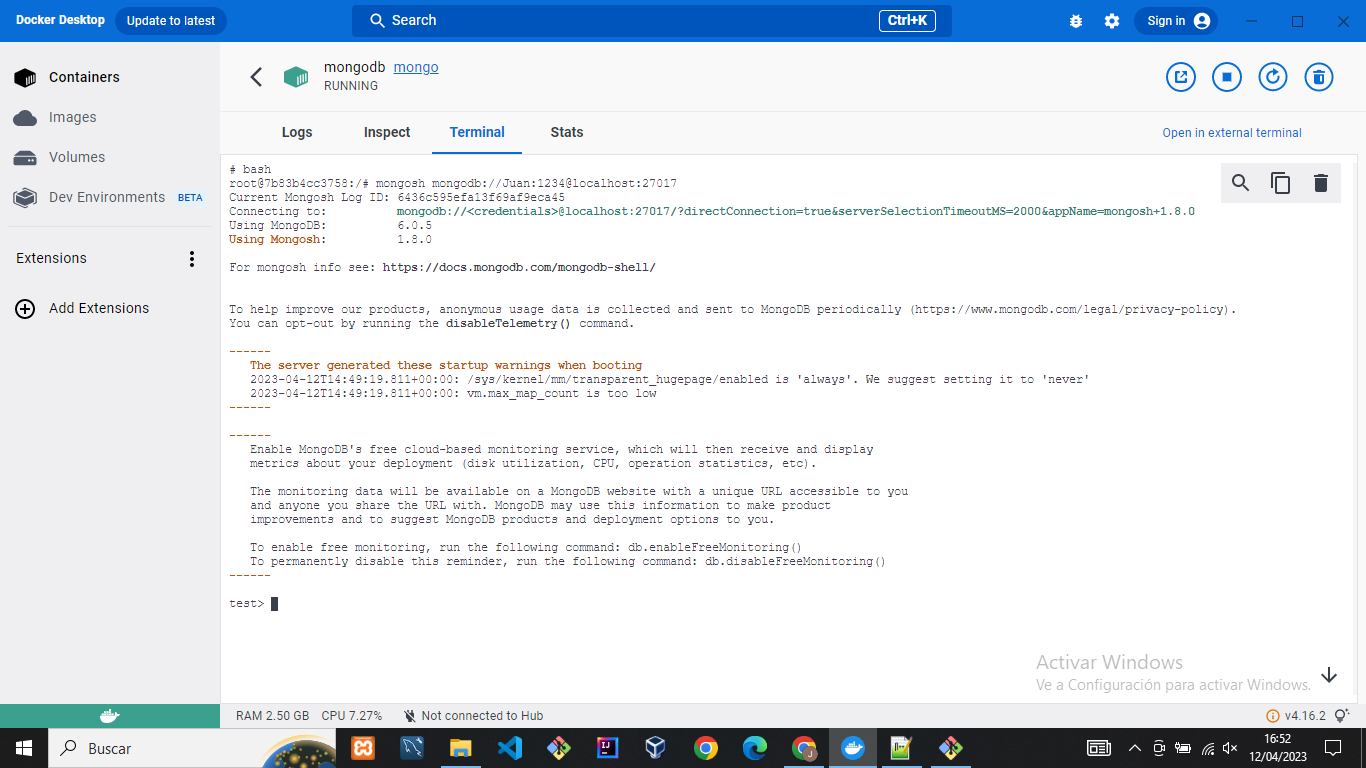 Docker Desktop Update to latest Search Ctrl+K Sign in
Containers
Images
Volumes
Dev Environments BETA
Extensions
Add Extensions
mongodb mongo
RUNNING
Logs Inspect Terminal Stats Open in external terminal
# bash
root@7b83b4cc3758:/# mongosh mongodb://Juan:1234@localhost:27017
Current Mongosh Log ID: 6436c595efa13f69af9eca45
Connecting to: mongodb://<credentials>@localhost:27017/?directConnection=true&serverSelectionTimeoutMS=2000&appName=mongosh+1.8.0
Using MongoDB: 6.0.5
Using Mongosh: 1.8.0
For mongosh info see: https://docs.mongodb.com/mongodb-shell/
To help improve our products, anonymous usage data is collected and sent to MongoDB periodically (https://www.mongodb.com/legal/privacy-policy).
You can opt-out by running the disableTelemetry() command.
------
The server generated these startup warnings when booting
2023-04-12T14:49:19.811+00:00: /sys/kernel/mm/transparent_hugepage/enabled is 'always'. We suggest setting it to 'never'
2023-04-12T14:49:19.811+00:00: vm.max_map_count is too low
------
------
Enable MongoDB's free cloud-based monitoring service, which will then receive and display
metrics about your deployment (disk utilization, CPU, operation statistics, etc).
The monitoring data will be available on a MongoDB website with a unique URL accessible to you
and anyone you share the URL with. MongoDB may use this information to make product
improvements and to suggest MongoDB products and deployment options to you.
To enable free monitoring, run the following command: db.enableFreeMonitoring()
To permanently disable this reminder, run the following command: db.disableFreeMonitoring()
------
test>
Activar Windows
Ve a Configuración para activar Windows.
RAM 2.50 GB CPU 7.27% Not connected to Hub v4.16.2
Buscar
16:52
12/04/2023